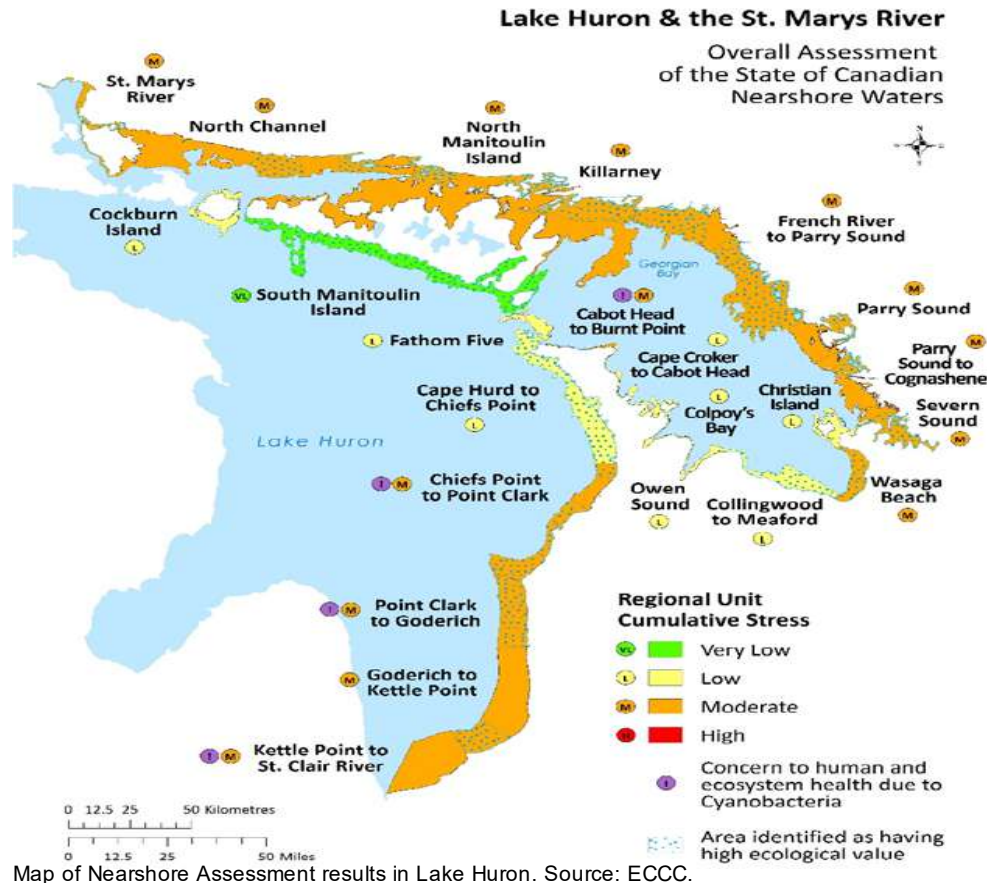 Lake Huron & the St. Marys River
Overall Assessment
of the State of Canadian
Nearshore Waters
M
St. Marys
River
M
North Channel
M
North
Manitoulin
Island
M
Killarney
M
French River
to Parry Sound
Cockburn
Island
L
Georgian
Bay
VL South Manitoulin
Island
! M
Cabot Head
to Burnt Point
M
Parry Sound
L Fathom Five
L
Cape Croker
to Cabot Head
M
Parry
Sound to
Cognashene
Cape Hurd to
Chiefs Point
L
L
Colpoy's
Bay
Christian
Island
L
Severn
Sound
M
Lake Huron
! M Chiefs Point
to Point Clark
Owen
Sound
L
Collingwood
to Meaford
L
Wasaga
Beach
M
! M Point Clark
to Goderich
M Goderich to
Kettle Point
! M Kettle Point to
St. Clair River
Regional Unit
Cumulative Stress
VL Very Low
L Low
M Moderate
H High
! Concern to human and
ecosystem health due to
Cyanobacteria
Area identified as having
high ecological value
0 12.5 25 50 Kilometres
0 12.5 25 50 Miles
Map of Nearshore Assessment results in Lake Huron. Source: ECCC.